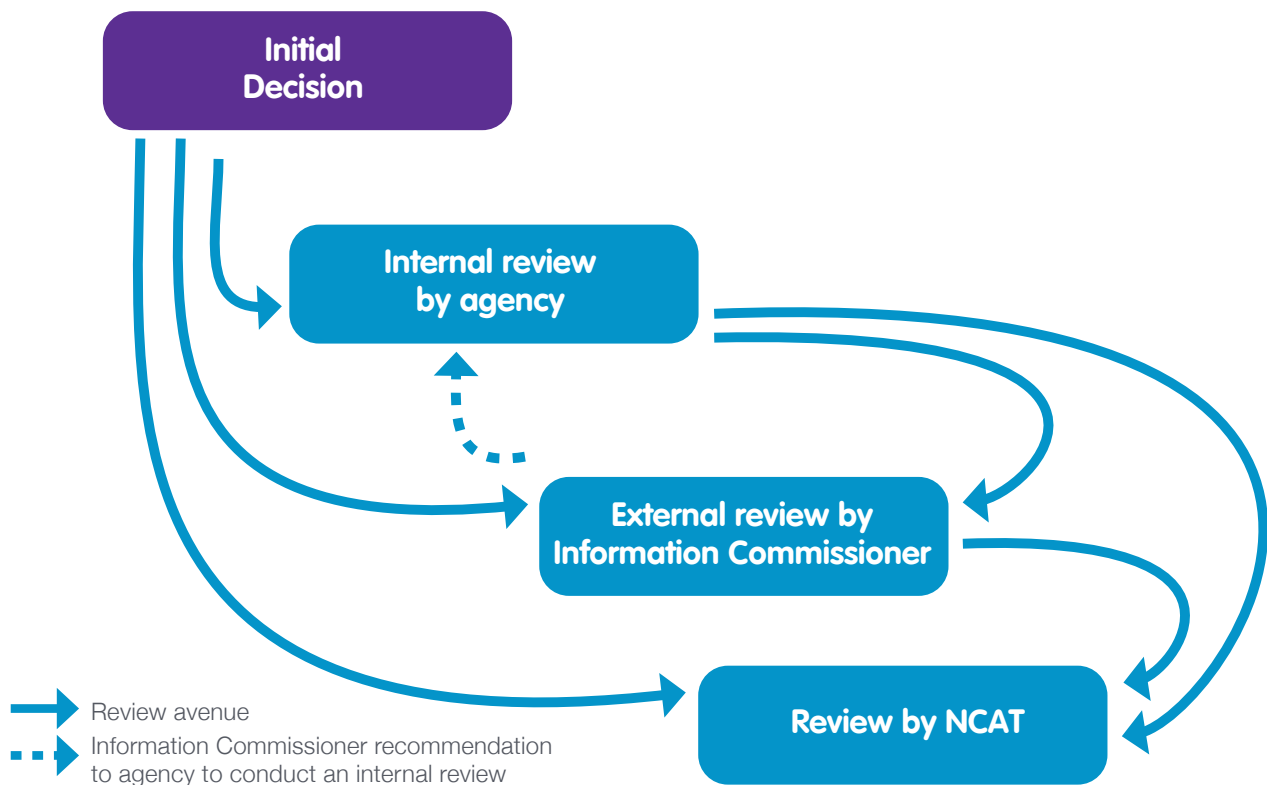 Initial
Decision
Internal review
by agency
External review by
Information Commissioner
Review by NCAT
Review avenue
Information Commissioner recommendation
to agency to conduct an internal review